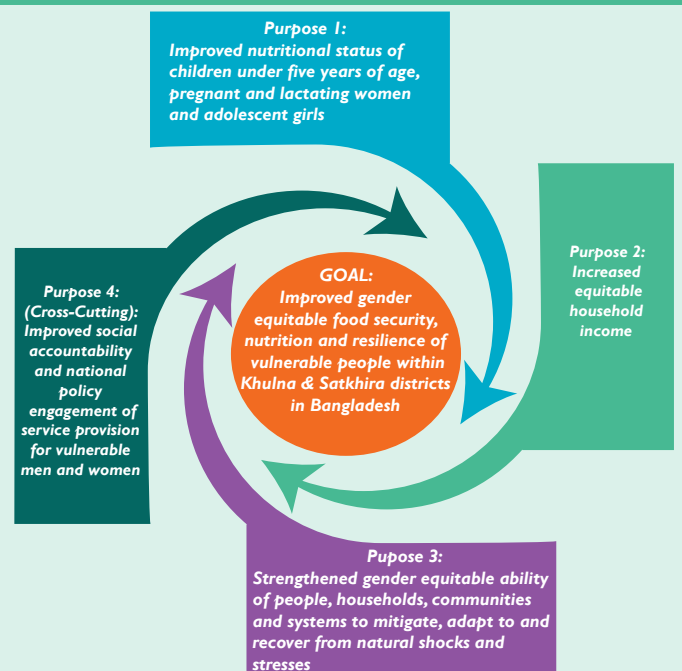 Purpose 1:
Improved nutritional status of
children under five years of age,
pregnant and lactating women
and adolescent girls
Purpose 2:
Increased
equitable
household
income
GOAL:
Improved gender
equitable food security,
nutrition and resilience of
vulnerable people within
Khulna & Satkhira districts
in Bangladesh
Purpose 4:
(Cross-Cutting):
Improved social
accountability
and national
policy
engagement of
service provision
for vulnerable
men and women
Pupose 3:
Strengthened gender equitable ability
of people, households, communities
and systems to mitigate, adapt to and
recover from natural shocks and
stresses